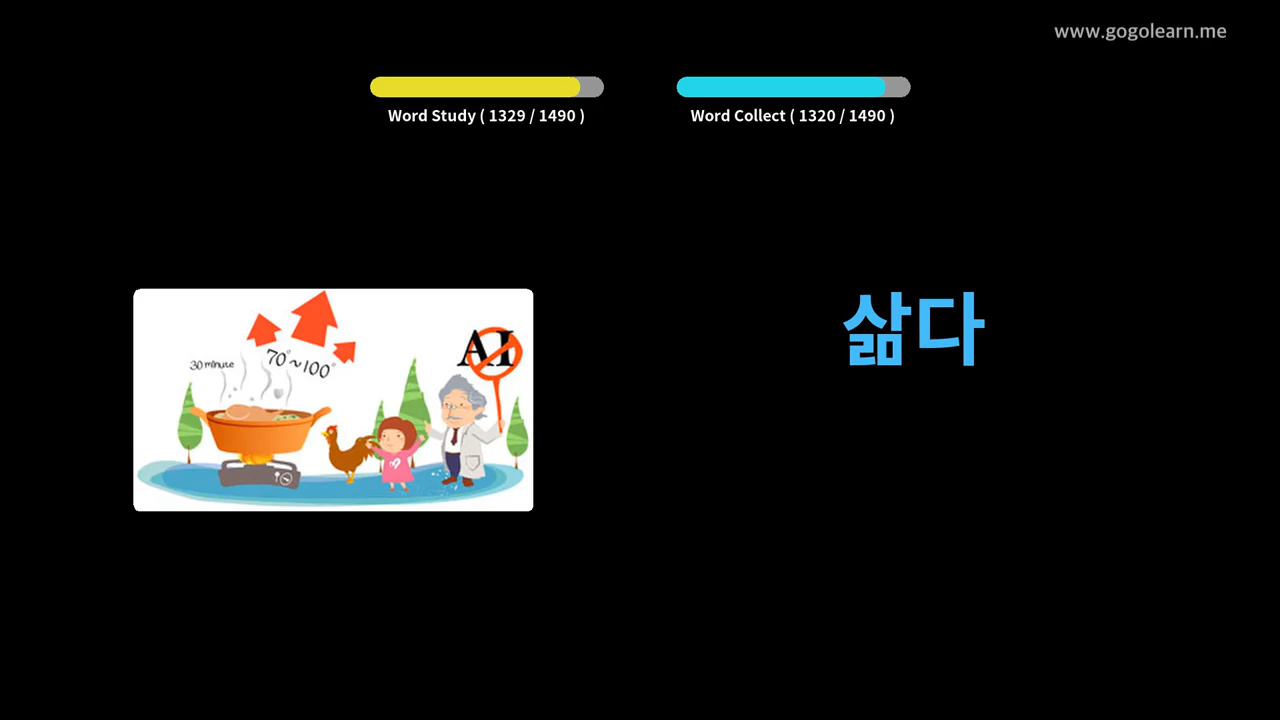 www.gogolearn.me
Word Study ( 1329 / 1490 )
Word Collect ( 1320 / 1490 )
삶다
30 minute
70°~100°
AI